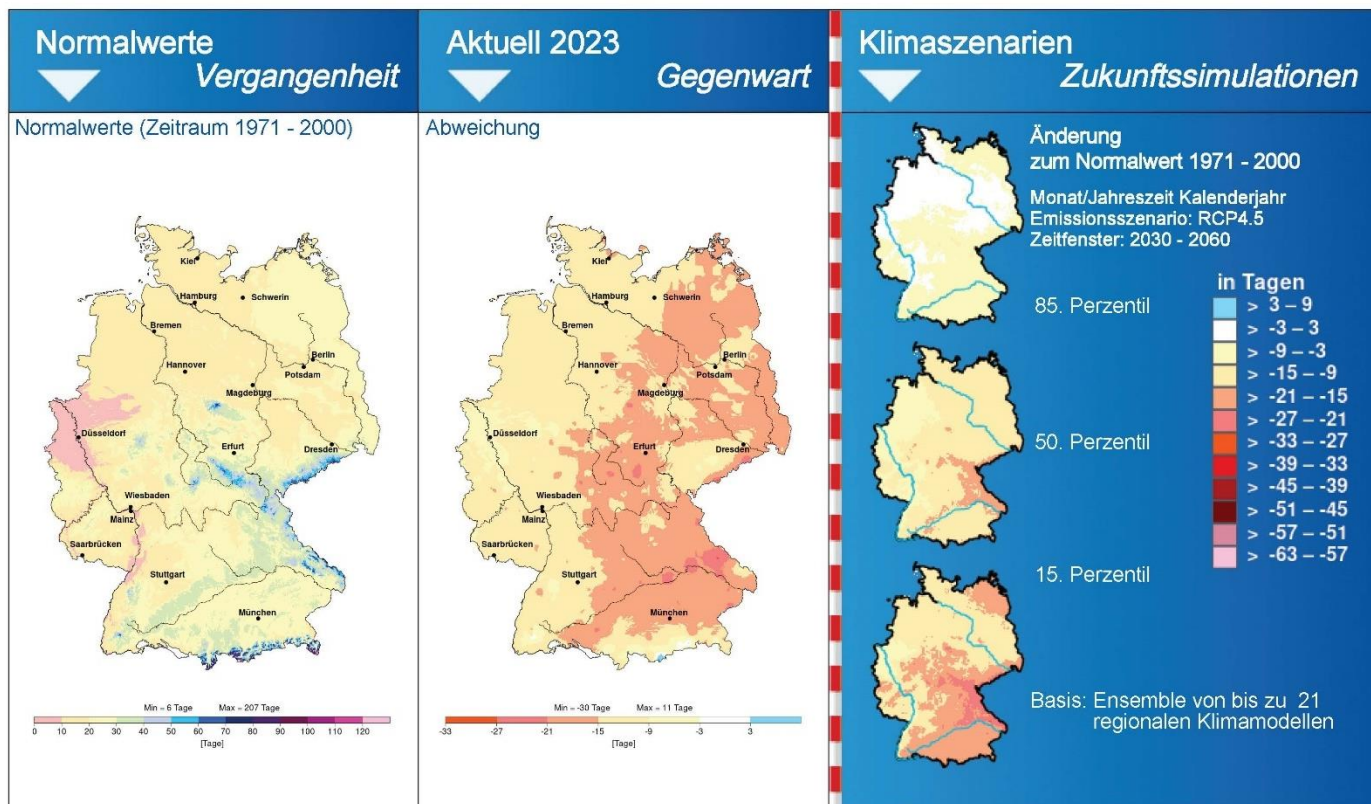 Normalwerte
Vergangenheit
Normalwerte (Zeitraum 1971 - 2000)
Kiel
Hamburg
Schwerin
Bremen
Berlin
Hannover
Potsdam
Magdeburg
Düsseldorf
Erfurt
Dresden
Wiesbaden
Mainz
Saarbrücken
Stuttgart
München
Min = 6 Tage Max = 207 Tage
0 10 20 30 40 50 60 70 80 90 100 110 120
[Tage]
Aktuell 2023
Gegenwart
Abweichung
Kiel
Hamburg
Schwerin
Bremen
Berlin
Hannover
Potsdam
Magdeburg
Düsseldorf
Erfurt
Dresden
Wiesbaden
Mainz
Saarbrücken
Stuttgart
München
Min = -30 Tage Max = 11 Tage
-33 -27 -21 -15 -9 -3 3
[Tage]
Klimaszenarien
Zukunftssimulationen
Änderung
zum Normalwert 1971 - 2000
Monat/Jahreszeit Kalenderjahr
Emissionsszenario: RCP4.5
Zeitfenster: 2030 - 2060
85. Perzentil
50. Perzentil
15. Perzentil
in Tagen
> 3 – 9
> -3 – 3
> -9 – -3
> -15 – -9
> -21 – -15
> -27 – -21
> -33 – -27
> -39 – -33
> -45 – -39
> -51 – -45
> -57 – -51
> -63 – -57
Basis: Ensemble von bis zu 21
regionalen Klimamodellen